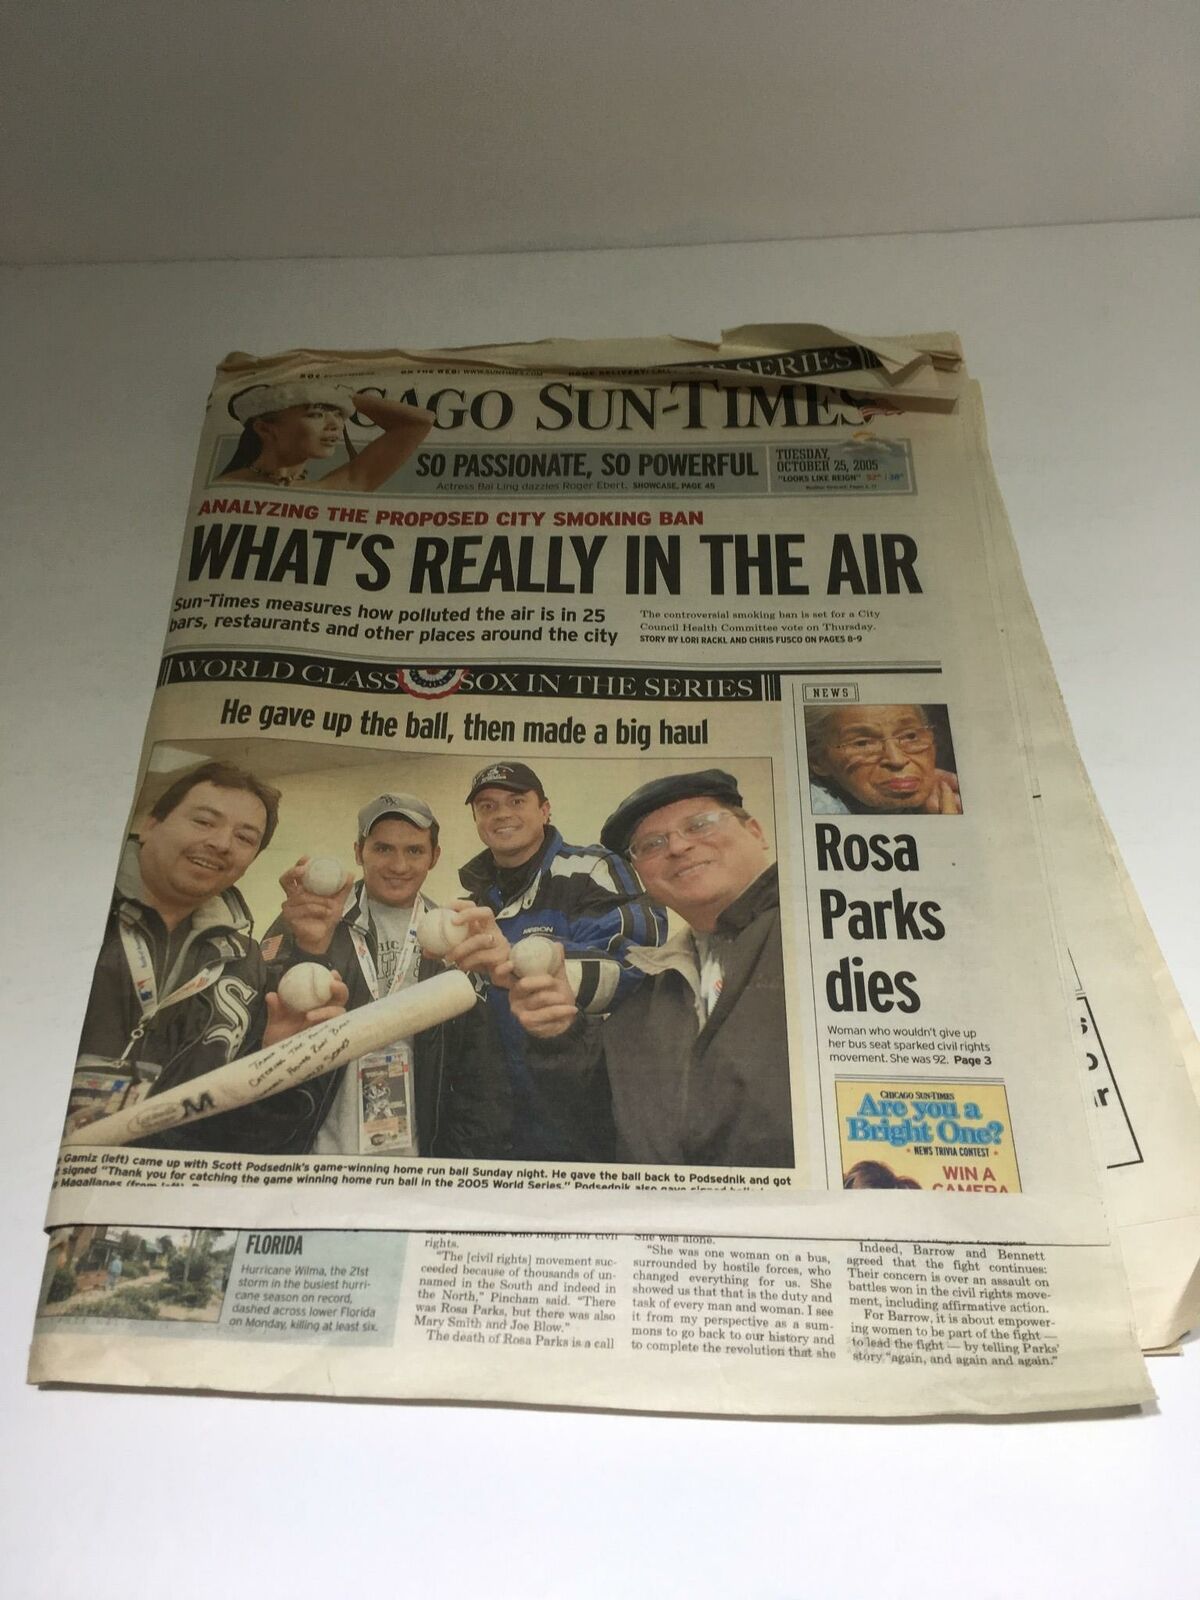 ON THE WEB: WWW.SUNTIMES.COM HOME DELIVERY:
SERIES
CAGO SUN-TIMES
SO PASSIONATE, SO POWERFUL
Actress Bai Ling dazzles Roger Ebert. SHOWCASE, PAGE 45
TUESDAY,
OCTOBER 25, 2005
"LOOKS LIKE REIGN"
ANALYZING THE PROPOSED CITY SMOKING BAN
WHAT'S REALLY IN THE AIR
Sun-Times measures how polluted the air is in 25
bars, restaurants and other places around the city
The controversial smoking ban is set for a City
Council Health Committee vote on Thursday.
STORY BY LORI RACKL AND CHRIS FUSCO ON PAGES 8-9
WORLD CLASS SOX IN THE SERIES
He gave up the ball, then made a big haul
Gamiz (left) came up with Scott Podsednik's game-winning home run ball Sunday night. He gave the ball back to Podsednik and got
signed "Thank you for catching the game winning home run ball in the 2005 World Series." Podsednik also gave signed
Magallanes (from
NEWS
Rosa
Parks
dies
Woman who wouldn't give up
her bus seat sparked civil rights
movement. She was 92. Page 3
CHICAGO SUN-TIMES
Are you a
Bright One?
NEWS TRIVIA CONTEST
WIN A
CAMERA
FLORIDA
Hurricane Wilma, the 21st
storm in the busiest hurri-
cane season on record,
dashed across lower Florida
on Monday, killing at least six.
thousands who fought for civil
rights.
"The [civil rights] movement suc-
ceeded because of thousands of un-
named in the South and indeed in
the North," Pincham said. "There
was Rosa Parks, but there was also
Mary Smith and Joe Blow."
The death of Rosa Parks is a call
She was alone.
"She was one woman on a bus,
surrounded by hostile forces, who
changed everything for us. She
showed us that that is the duty and
task of every man and woman. I see
it from my perspective as a sum-
mons to go back to our history and
to complete the revolution that she
Indeed, Barrow and Bennett
agreed that the fight continues:
Their concern is over an assault on
battles won in the civil rights move-
ment, including affirmative action.
For Barrow, it is about empower-
ing women to be part of the fight —
to lead the fight — by telling Parks'
story "again, and again and again."